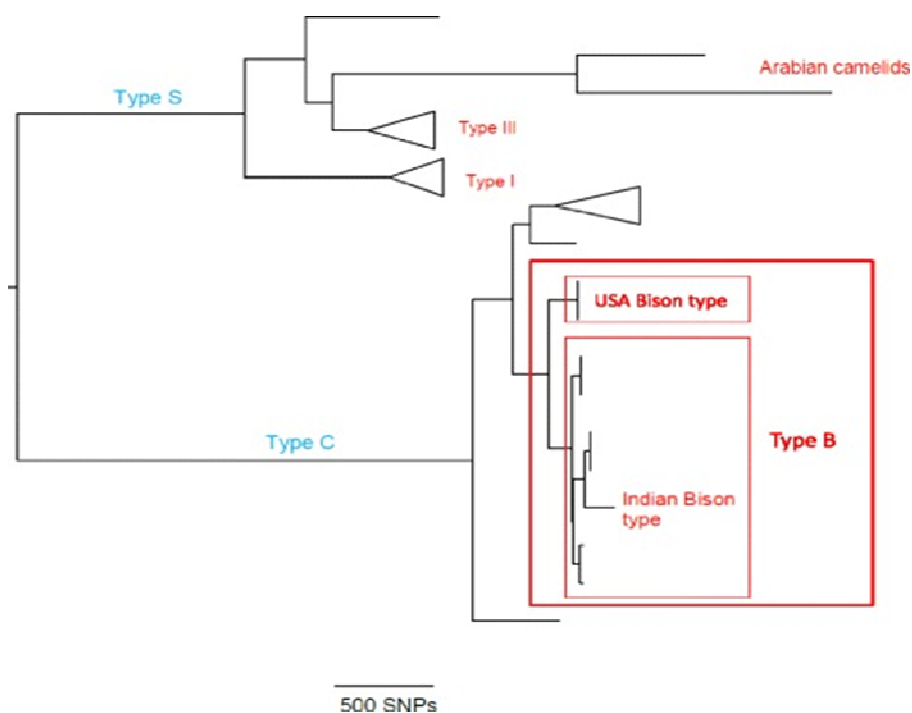 Arabian camelids
Type S
Type III
Type I
USA Bison type
Type C
Type B
Indian Bison
type
500 SNPs